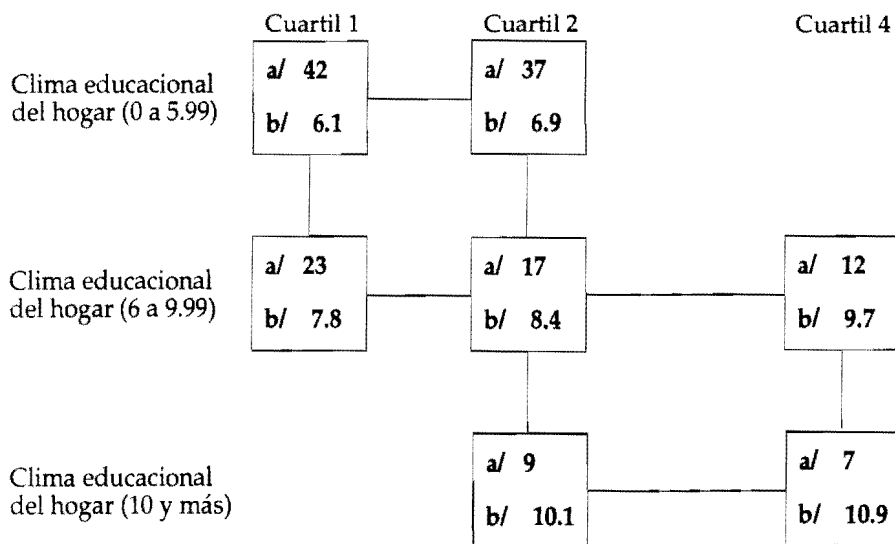 Cuartil 1 Cuartil 2 Cuartil 4
Clima educacional
del hogar (0 a 5.99)
a/ 42
b/ 6.1
a/ 37
b/ 6.9
Clima educacional
del hogar (6 a 9.99)
a/ 23
b/ 7.8
a/ 17
b/ 8.4
a/ 12
b/ 9.7
Clima educacional
del hogar (10 y más)
a/ 9
b/ 10.1
a/ 7
b/ 10.9